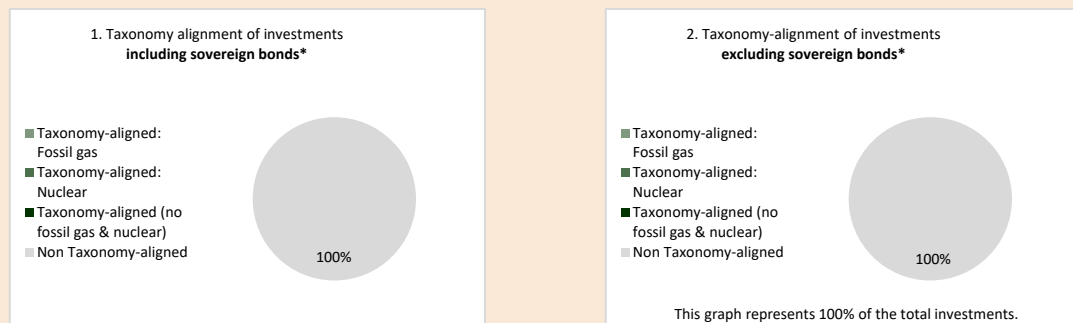 1. Taxonomy alignment of investments
including sovereign bonds*
Taxonomy-aligned:
Fossil gas
Taxonomy-aligned:
Nuclear
Taxonomy-aligned (no
fossil gas & nuclear)
Non Taxonomy-aligned
100%
2. Taxonomy-alignment of investments
excluding sovereign bonds*
Taxonomy-aligned:
Fossil gas
Taxonomy-aligned:
Nuclear
Taxonomy-aligned (no
fossil gas & nuclear)
Non Taxonomy-aligned
100%
This graph represents 100% of the total investments.